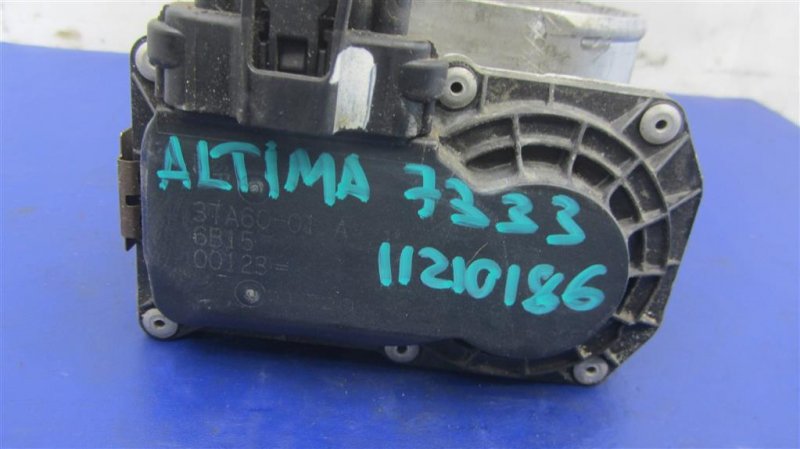 ALTIMA 7333
3TA60-01 A
6B15
00123=
11210186